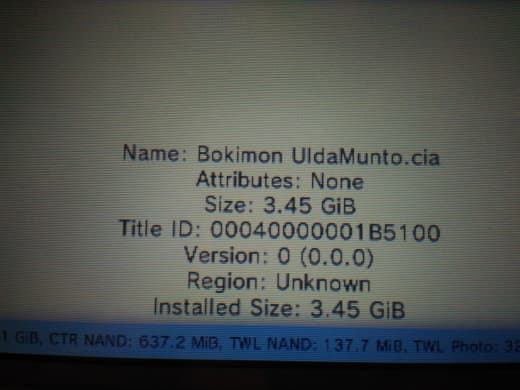 Name: Bokimon UldaMunto.cia
Attributes: None
Size: 3.45 GiB
Title ID: 00040000001B5100
Version: 0 (0.0.0)
Region: Unknown
Installed Size: 3.45 GiB
1 GiB, CTR NAND: 637.2 MiB, TWL NAND: 137.7 MiB, TWL Photo: 32